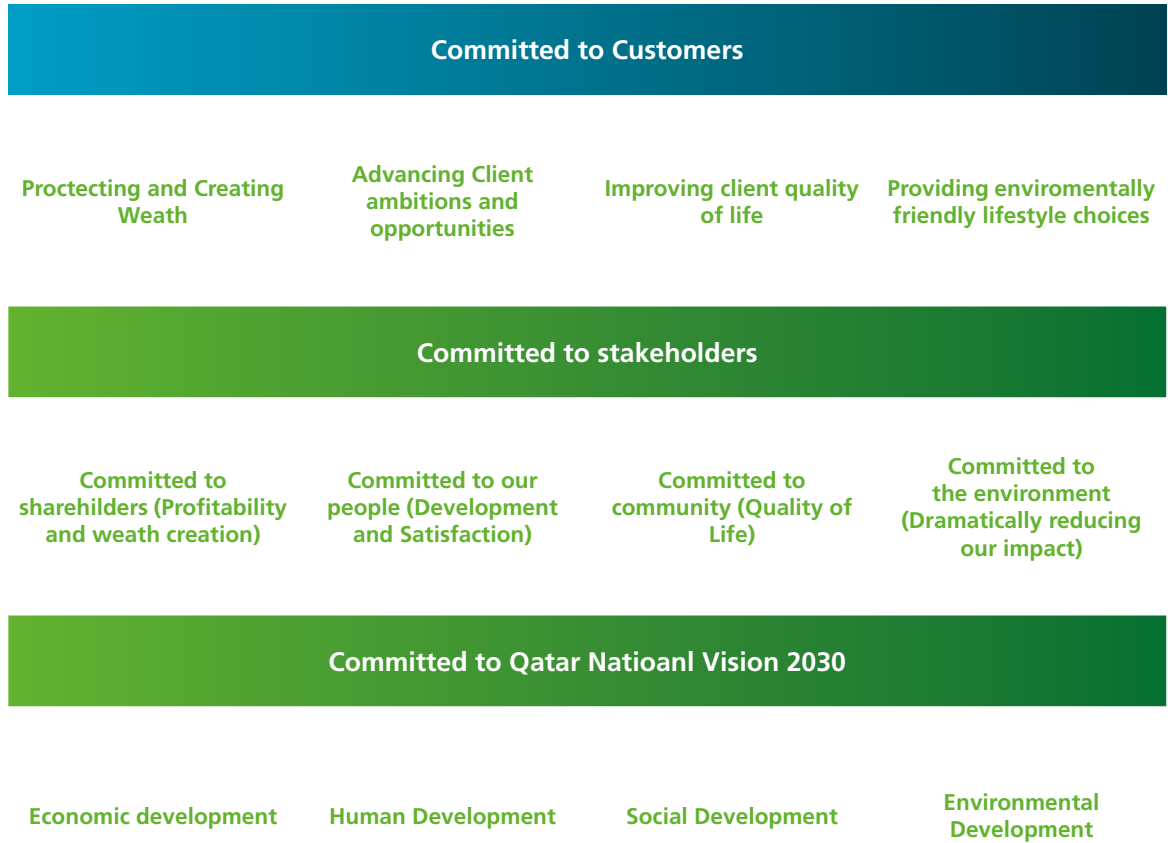 Committed to Customers
Proctecting and Creating
Weath
Advancing Client
ambitions and
opportunities
Improving client quality
of life
Providing enviromentally
friendly lifestyle choices
Committed to stakeholders
Committed to
sharehilders (Profitability
and weath creation)
Committed to our
people (Development
and Satisfaction)
Committed to
community (Quality of
Life)
Committed to
the environment
(Dramatically reducing
our impact)
Committed to Qatar Natioanl Vision 2030
Economic development
Human Development
Social Development
Environmental
Development